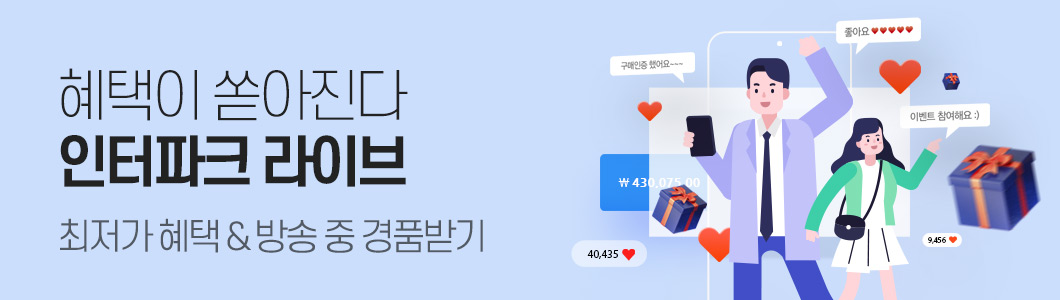 혜택이 쏟아진다
인터파크 라이브
최저가 혜택 & 방송 중 경품받기
구매인증 했어요~~~
좋아요
이벤트 참여해요 :)
₩ 430,075.00
40,435
9,456